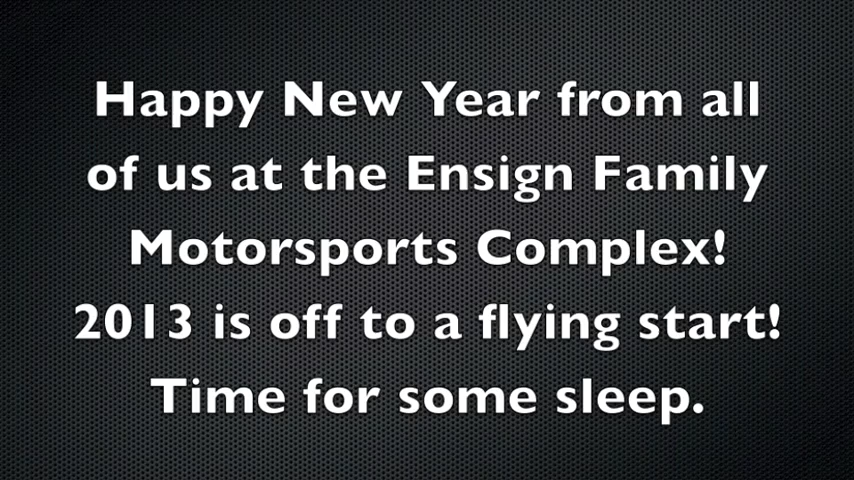 Happy New Year from all
of us at the Ensign Family
Motorsports Complex!
2013 is off to a flying start!
Time for some sleep.